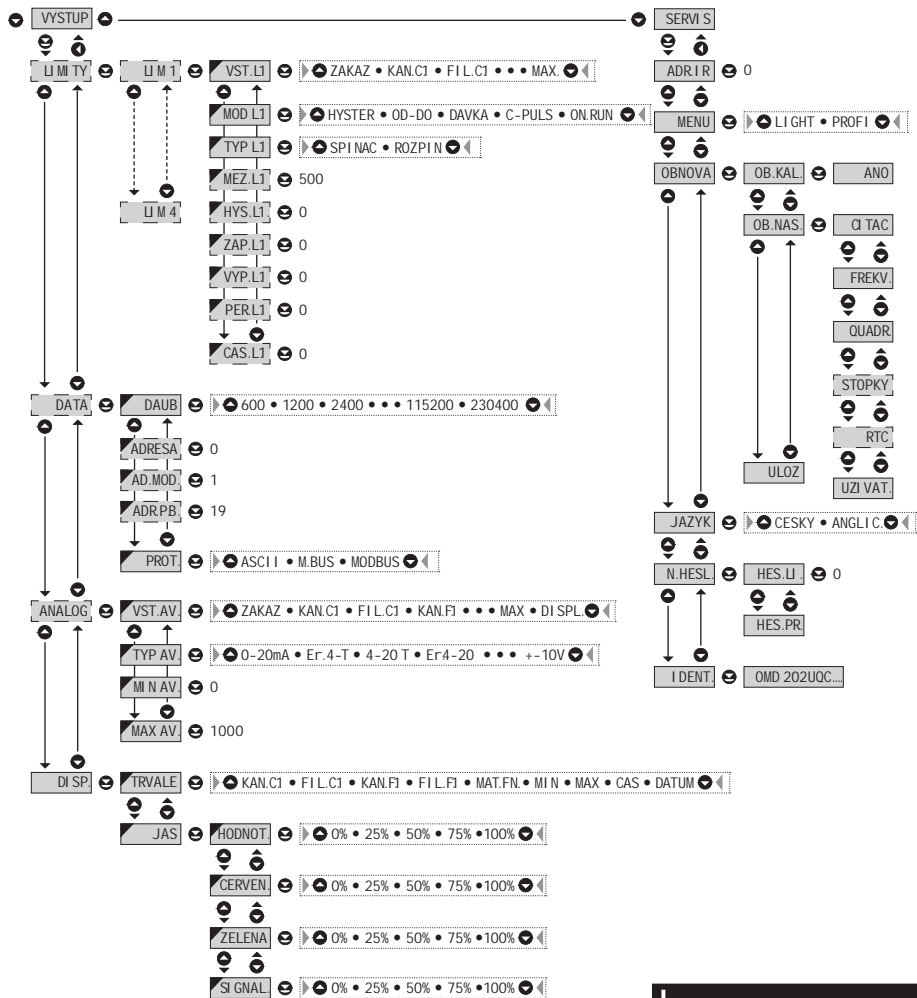 VYSTUP
LIMITY
LIM 1
VST.L1
ZAKAZ • KAN.C1 • FIL.C1 • • • MAX.
MOD L1
HYSTER • OD-DO • DAVKA • C-PULS • ON.RUN
TYP L1
SPINAC • ROZPIN
MEZ.L1
500
LIM 4
HYS.L1
0
ZAP.L1
0
VYP.L1
0
PER.L1
0
CAS.L1
0
DATA
DAUB
600 • 1200 • 2400 • • • 115200 • 230400
ADRESA
0
AD.MOD.
1
ADR.P.B.
19
PROT.
ASCII • M.BUS • MODBUS
ANALOG
VST.AV.
ZAKAZ • KAN.C1 • FIL.C1 • KAN.F1 • • • MAX • DISPL.
TYP AV.
0-20mA • Er.4-T • 4-20 T • Er4-20 • • • +-10V
MIN AV.
0
MAX AV.
1000
DISP.
TRVALE
KAN.C1 • FIL.C1 • KAN.F1 • FIL.F1 • MAT.FN. • MIN • MAX • CAS • DATUM
JAS
HODNOT.
0% • 25% • 50% • 75% •100%
CERVEN.
0% • 25% • 50% • 75% •100%
ZELENA
0% • 25% • 50% • 75% •100%
SIGNAL.
0% • 25% • 50% • 75% •100%
SERVIS
ADR.IR
0
MENU
LIGHT • PROFI
OBNOVA
OB.KAL.
ANO
OB.NAS.
CITAC
FREKV.
QUADR.
STOPKY
RTC
UZIVAT.
ULOZ
JAZYK
CESKY • ANGLIC.
N.HESL.
HES.LI.
0
HES.PR.
IDENT.
OMD 202UQC....